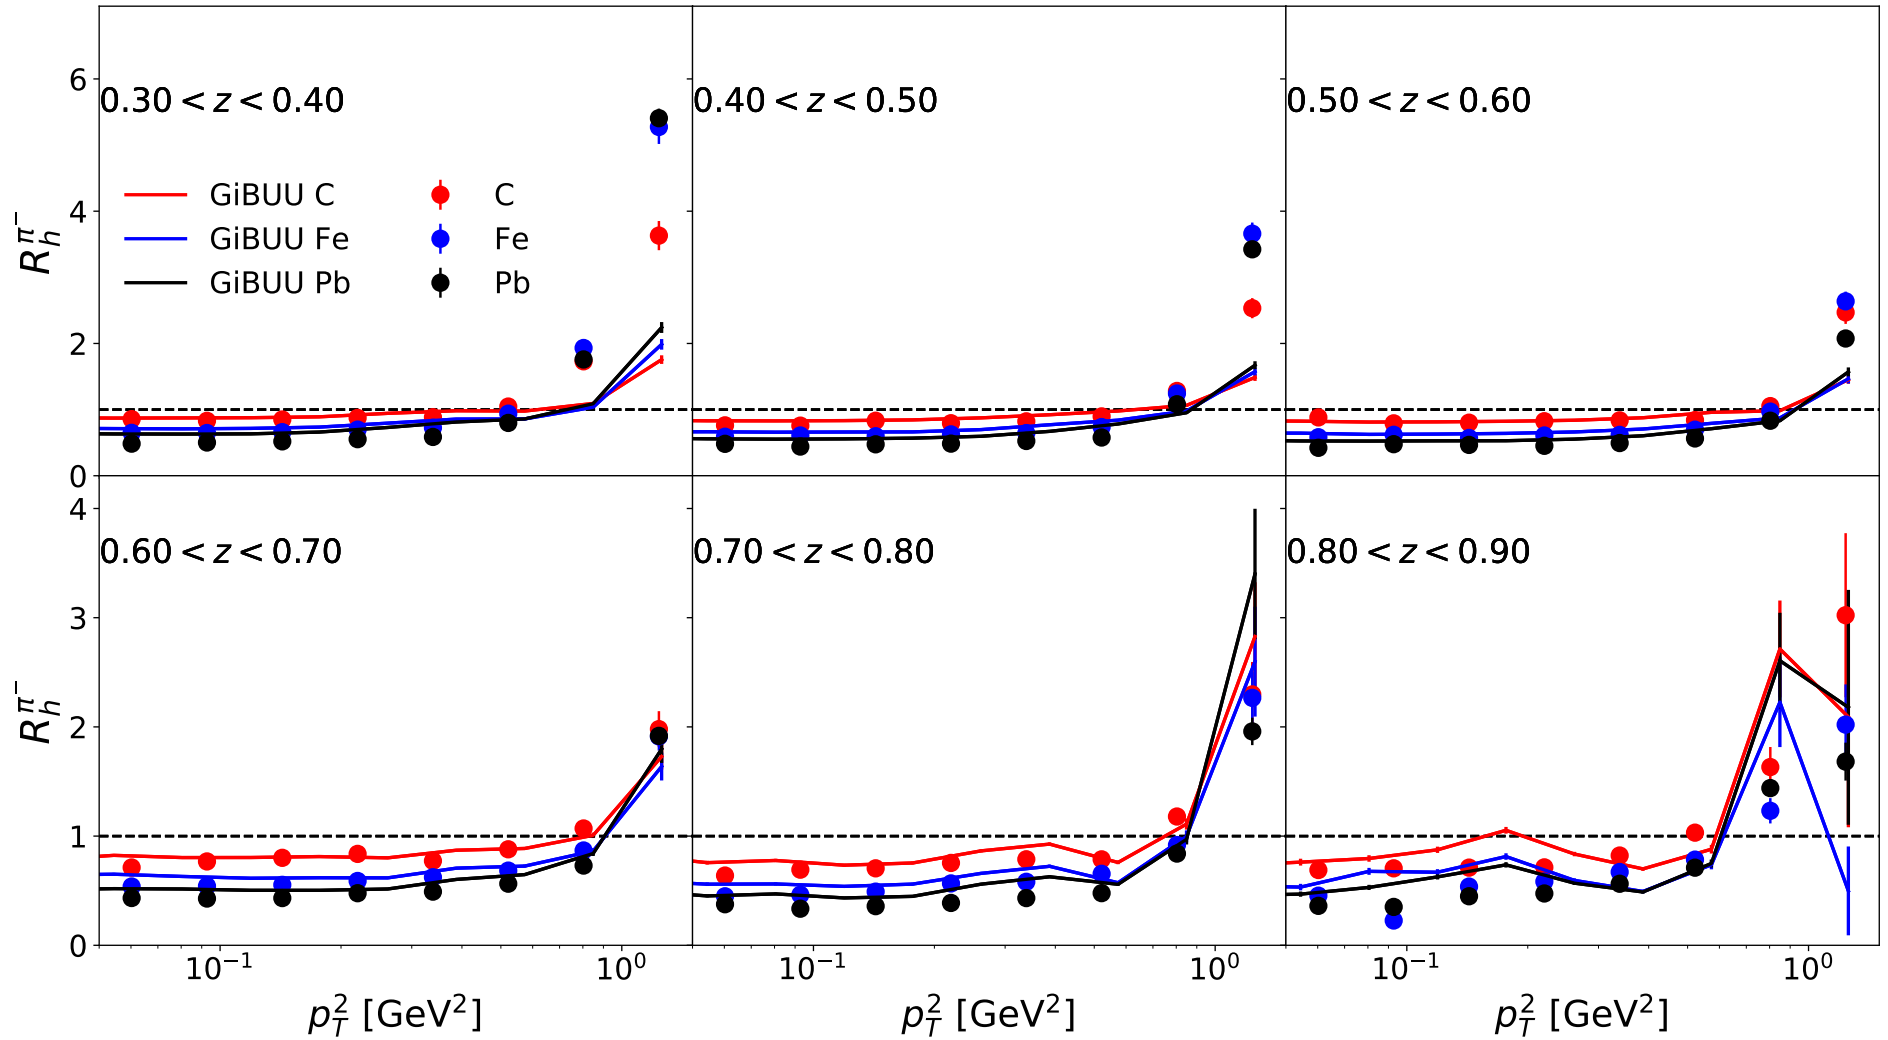 0.30 < z < 0.40
0.40 < z < 0.50
0.50 < z < 0.60
6
4
2
0
R_h^{π^-}
GiBUU C
C
GiBUU Fe
Fe
GiBUU Pb
Pb
0.60 < z < 0.70
0.70 < z < 0.80
0.80 < z < 0.90
4
3
2
1
0
R_h^{π^-}
10^{-1} 10^0 10^{-1} 10^0 10^{-1} 10^0
p_T^2 [GeV^2]
p_T^2 [GeV^2]
p_T^2 [GeV^2]